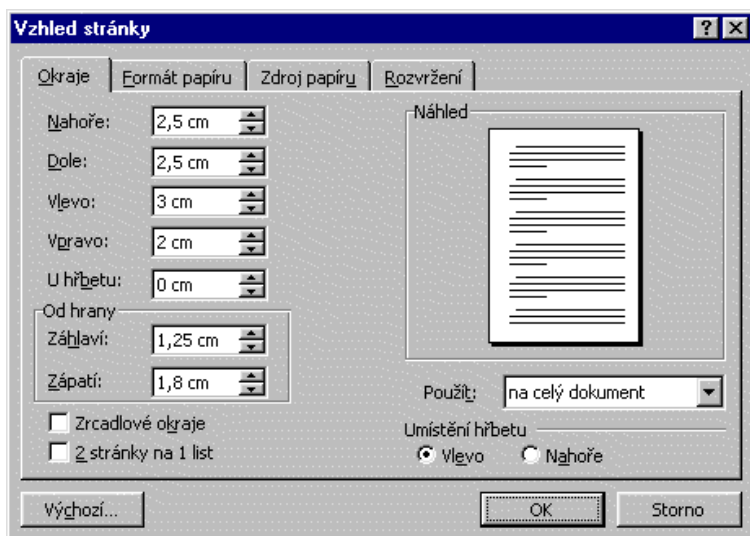 Vzhled stránky
Okraje
Formát papíru
Zdroj papíru
Rozvržení
Nahoře: 2,5 cm
Dole: 2,5 cm
Vlevo: 3 cm
Vpravo: 2 cm
U hřbetu: 0 cm
Od hrany
Záhlaví: 1,25 cm
Zápatí: 1,8 cm
Zrcadlové okraje
2 stránky na 1 list
Náhled
Použít: na celý dokument
Umístění hřbetu
Vlevo Nahoře
Výchozí... OK Storno